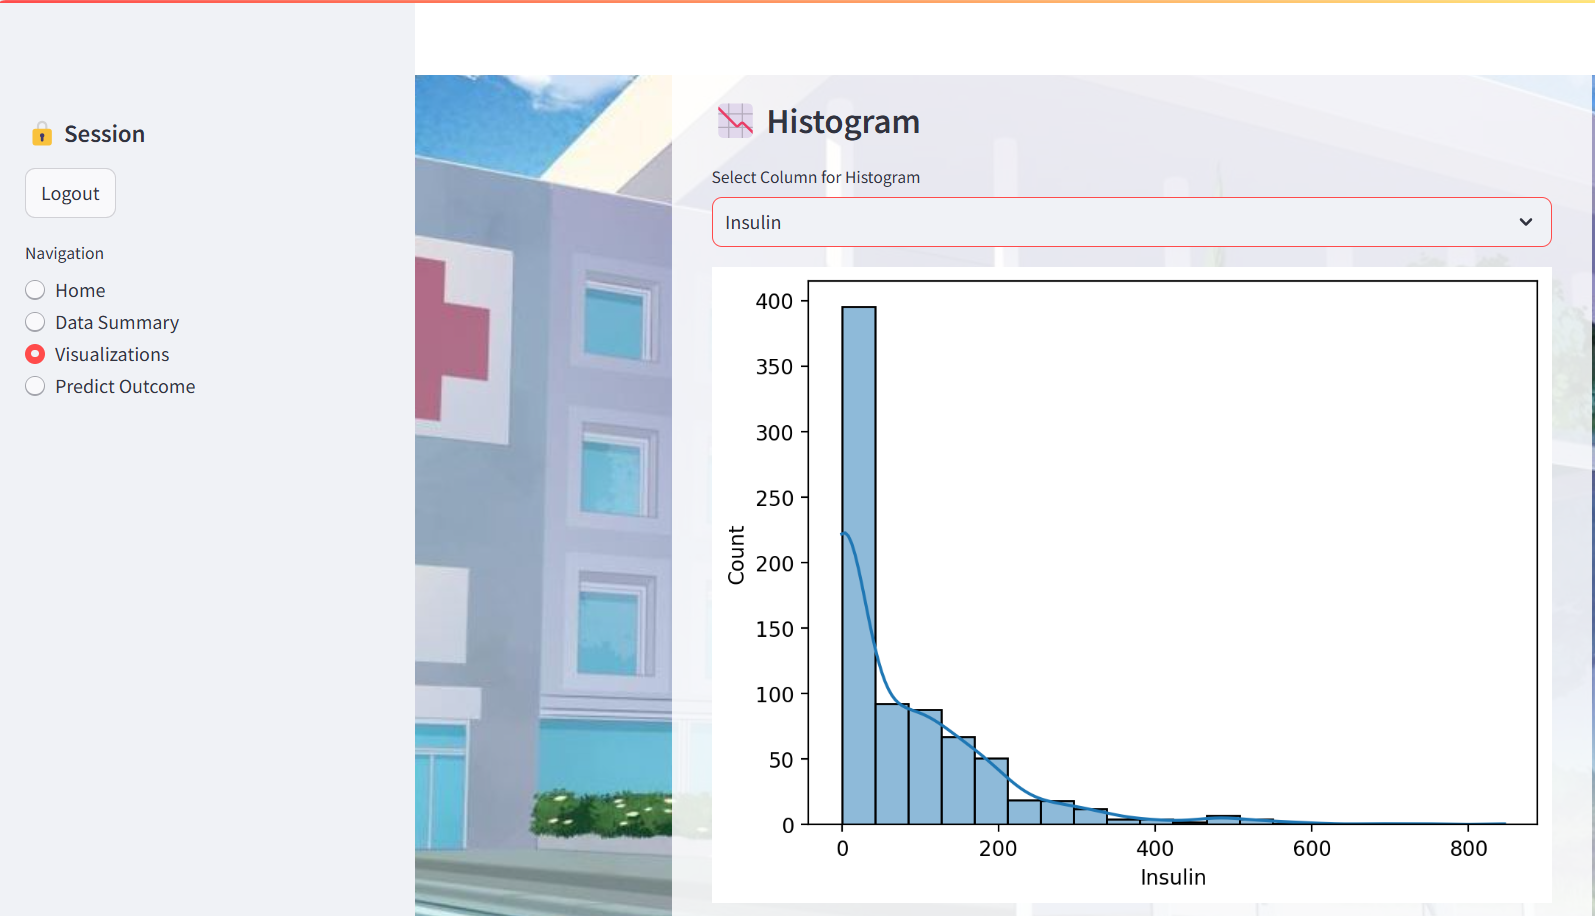 Session
Logout
Navigation
Home
Data Summary
Visualizations
Predict Outcome
Histogram
Select Column for Histogram
Insulin
400
350
300
250
200
150
100
50
0
Count
0 200 400 600 800
Insulin